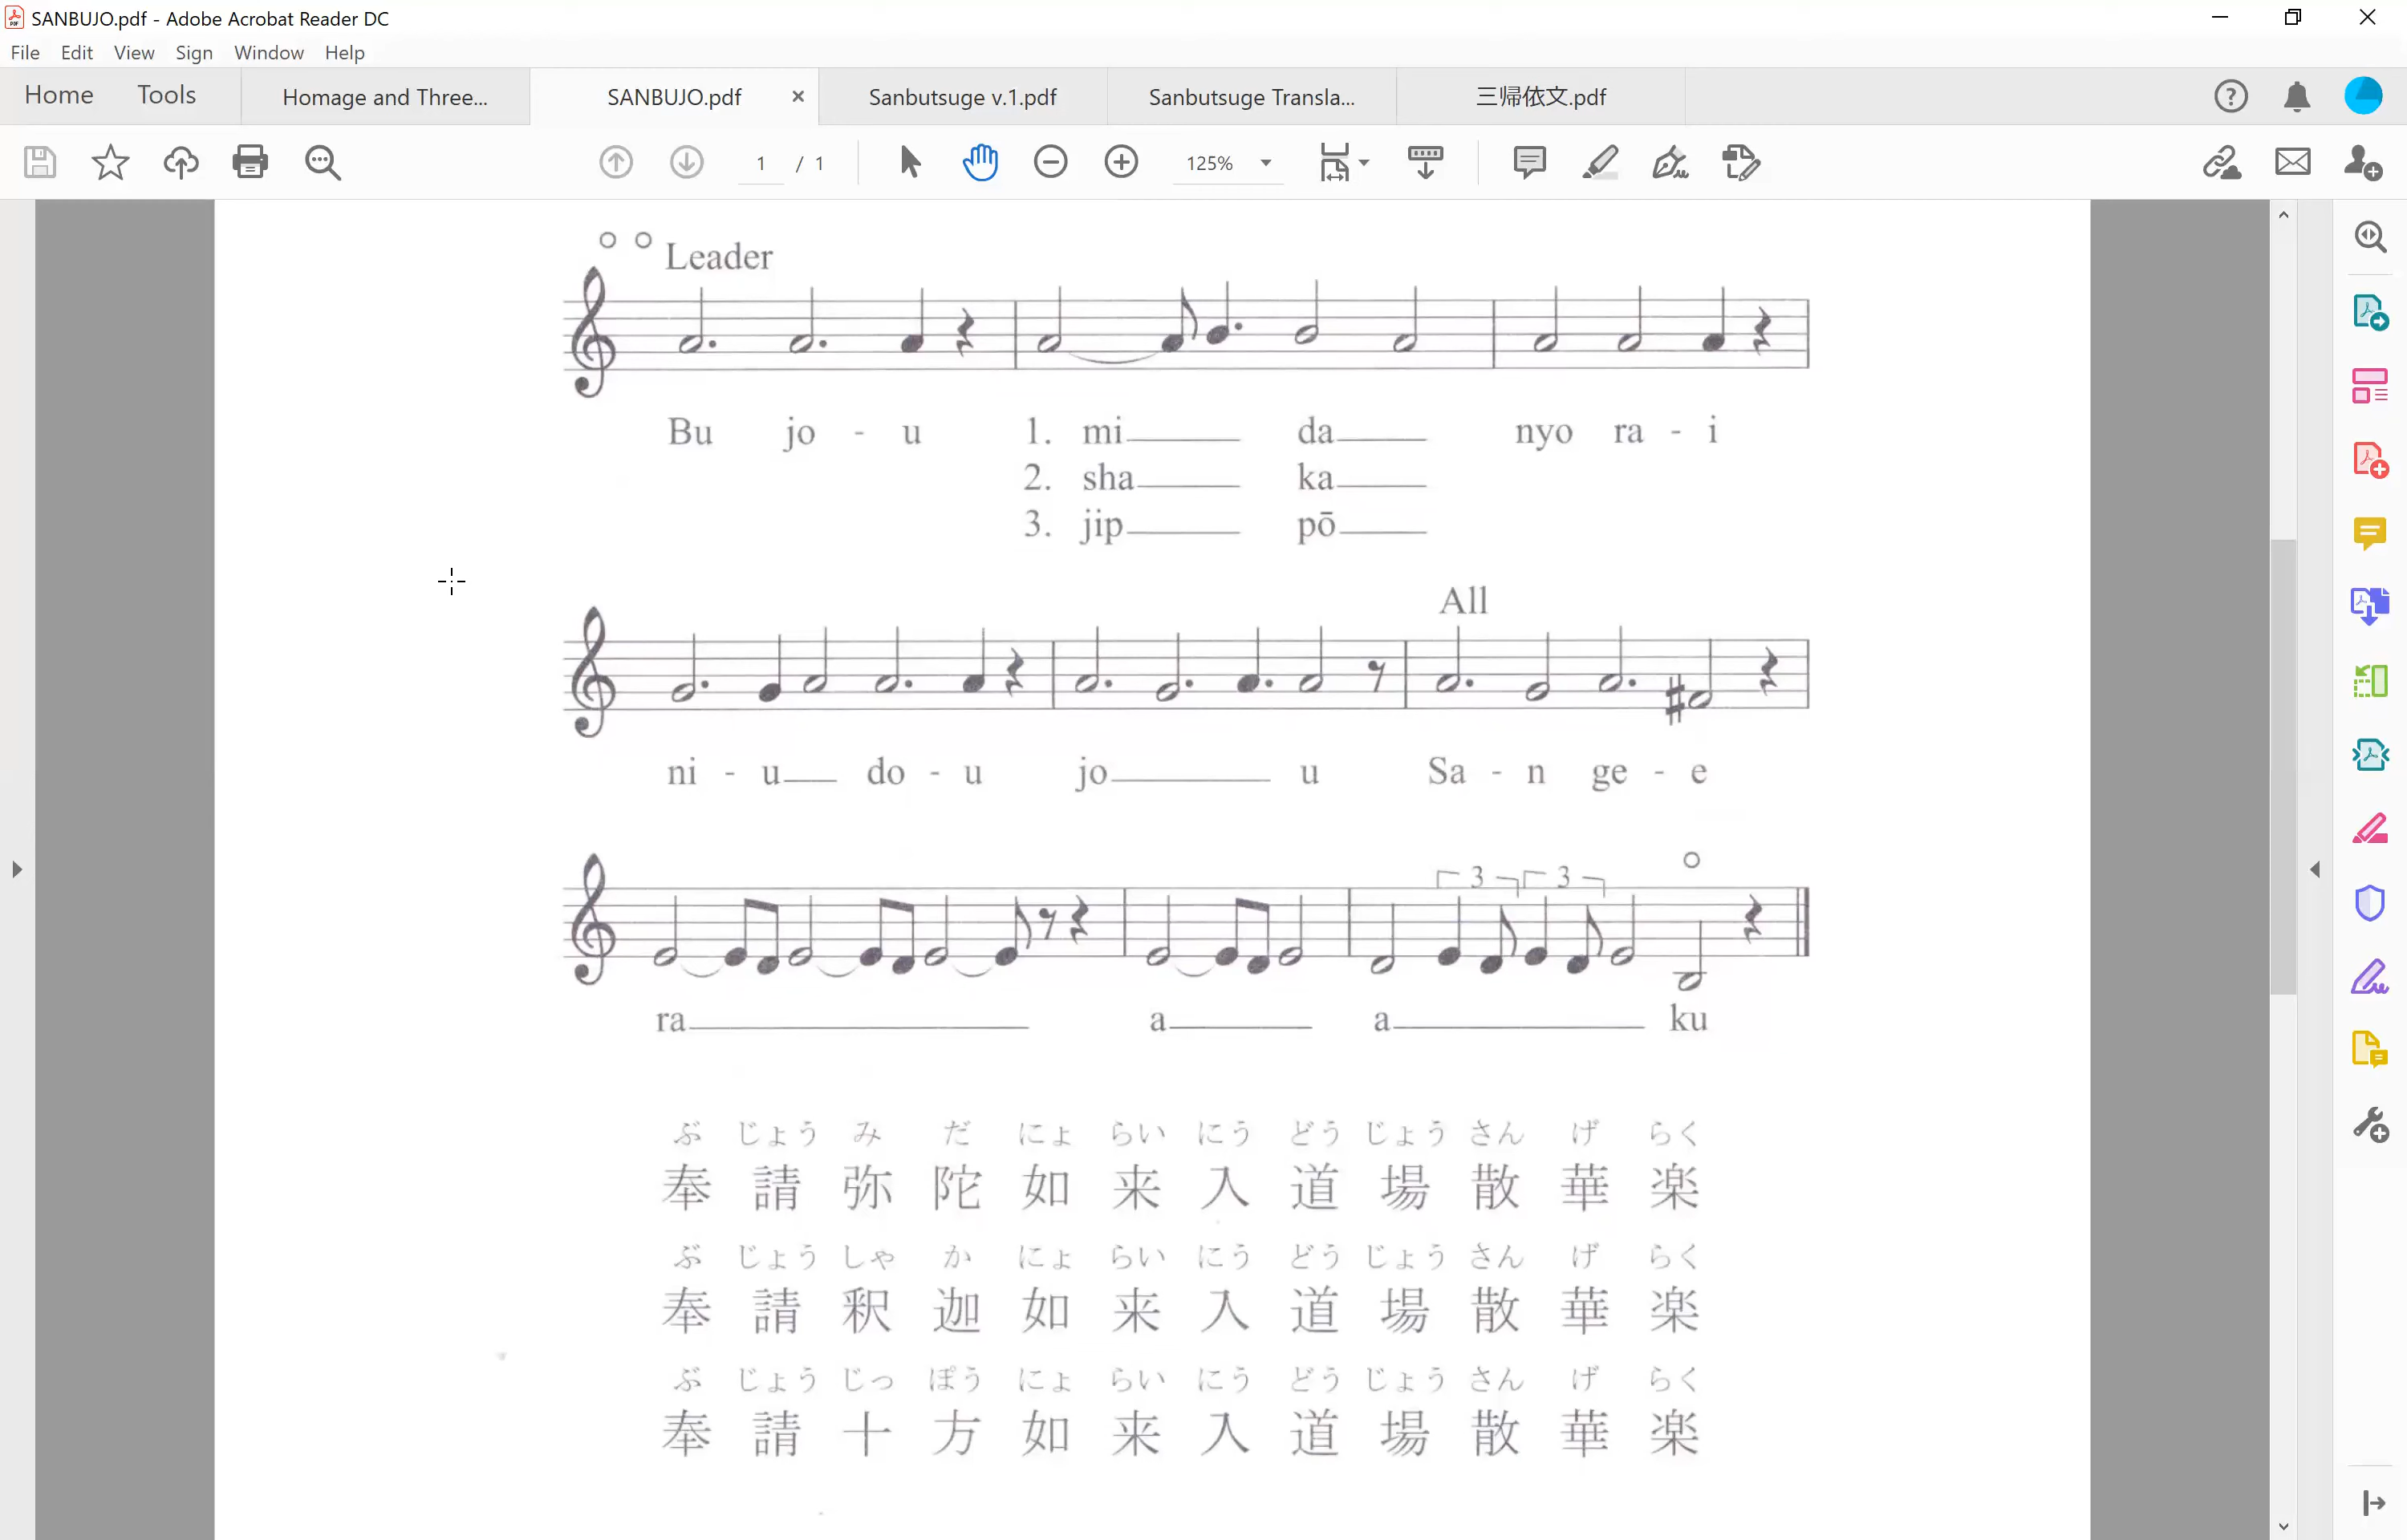 SANBUJO.pdf - Adobe Acrobat Reader DC
File Edit View Sign Window Help
Home Tools Homage and Three... SANBUJO.pdf × Sanbutsuge v.1.pdf Sanbutsuge Transla... 三帰依文.pdf
1 / 1 125%
Leader
Bu jo - u 1. mi da nyo ra - i
2. sha ka
3. jip pō
All
ni - u do - u jo u Sa - n ge - e
3 3
ra a a ku
ぶ じょう み だ にょ らい にう どう じょう さん げ らく
奉 請 弥 陀 如 来 入 道 場 散 華 楽
ぶ じょう しゃ か にょ らい にう どう じょう さん げ らく
奉 請 釈 迦 如 来 入 道 場 散 華 楽
ぶ じょう じっ ぽう にょ らい にう どう じょう さん げ らく
奉 請 十 方 如 来 入 道 場 散 華 楽